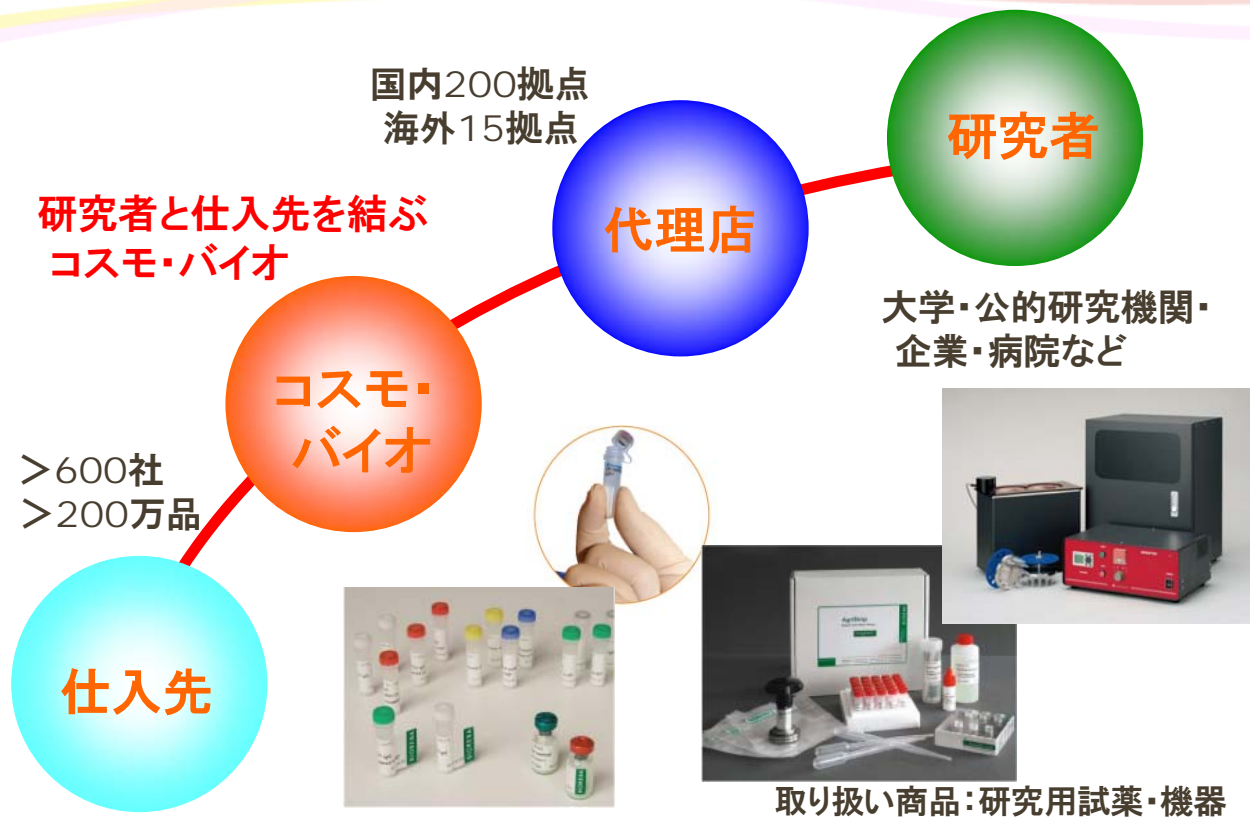 国内200拠点
海外15拠点
研究者
代理店
研究者と仕入先を結ぶ
コスモ・バイオ
大学・公的研究機関・
企業・病院など
コスモ・
バイオ
＞600社
＞200万品
仕入先
AgriStrip
BIOREBA
BIOREBA
取り扱い商品：研究用試薬・機器